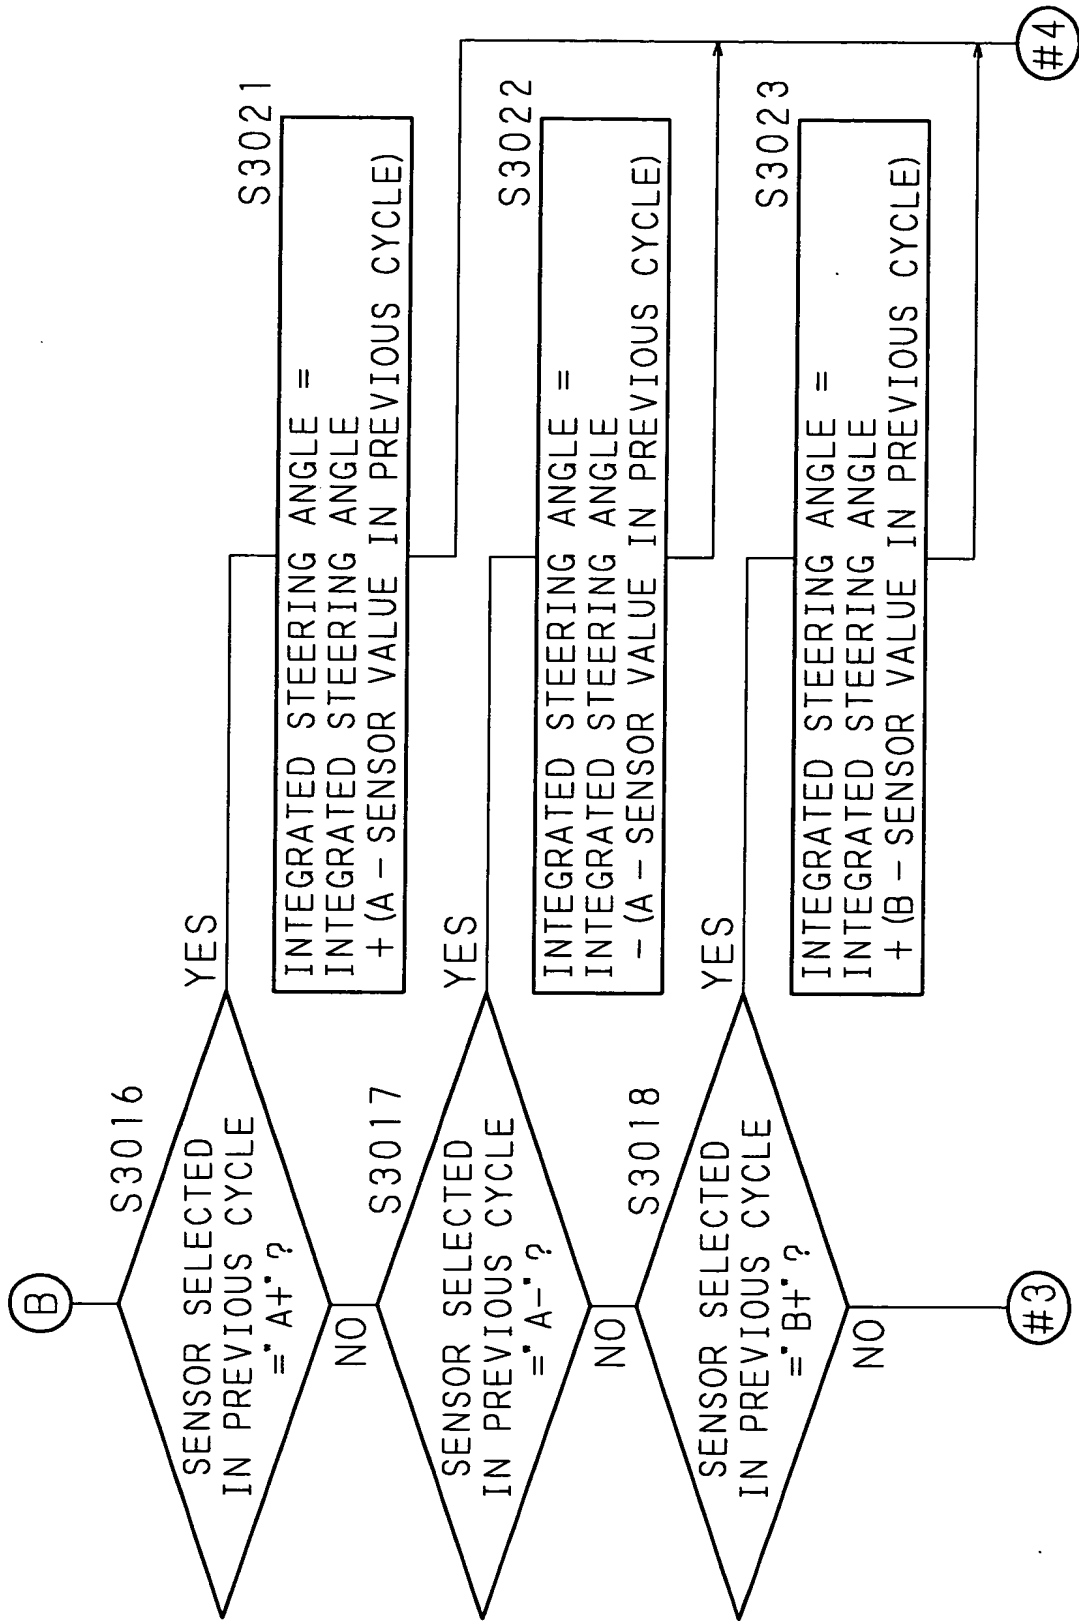 B
S3016
SENSOR SELECTED
IN PREVIOUS CYCLE
="A+"?
YES
NO
S3021
INTEGRATED STEERING ANGLE =
INTEGRATED STEERING ANGLE
+ (A − SENSOR VALUE IN PREVIOUS CYCLE)
S3017
SENSOR SELECTED
IN PREVIOUS CYCLE
="A−"?
YES
NO
S3022
INTEGRATED STEERING ANGLE =
INTEGRATED STEERING ANGLE
− (A − SENSOR VALUE IN PREVIOUS CYCLE)
S3018
SENSOR SELECTED
IN PREVIOUS CYCLE
="B+"?
YES
NO
S3023
INTEGRATED STEERING ANGLE =
INTEGRATED STEERING ANGLE
+ (B − SENSOR VALUE IN PREVIOUS CYCLE)
#3
#4